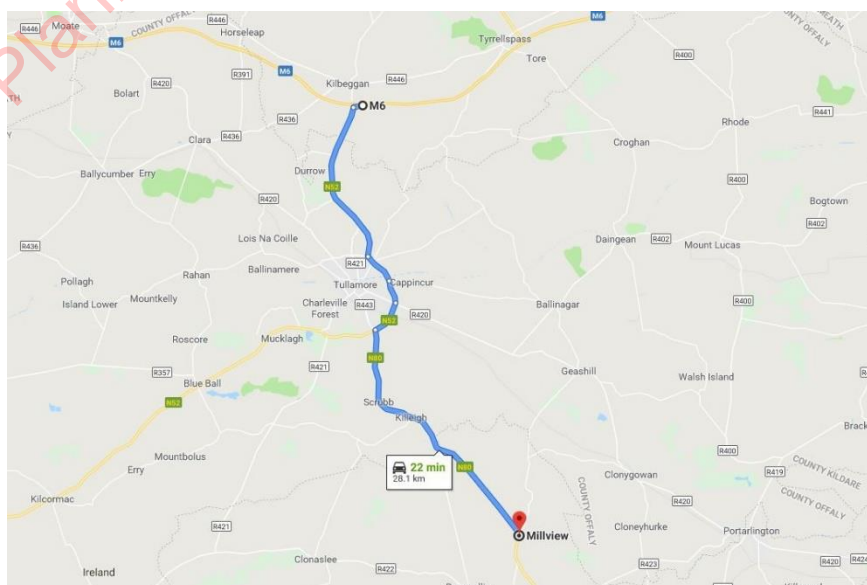 R446
Moate
R446
COUNTY OFFALY
Horseleap
M6
M6
Tyrrellspass
M6
R446
R400
COUNTY OFFALY
Tore
M6
Kilbeggan
R446
R391
R420
Bolart
M6
R436
R436
Clara
Rhode
R441
Croghan
Ballycumber
Erry
Durrow
N52
R420
R400
Bogtown
R402
R436
Lois Na Coille
Daingean
R402
Mount Lucas
Rahan
Ballinamere
R421
Pollagh
Tullamore
Cappincur
Island Lower
Mountkelly
Charleville
Forest
R443
N52
R420
Ballinagar
R400
Roscore
Mucklagh
R357
Blue Ball
R421
N80
Geashill
Walsh Island
N52
Scrubb
Killeigh
Mountbolus
22 min
28.1 km
N80
R400
R419
COUNTY KILDARE
COUNTY OFFALY
Erry
Clonygowan
R420
Kilcormac
COUNTY OFFALY
Cloneyhurke
Portarlington
Millview
R420
R424
R423
Clonaslee
R422
Ireland